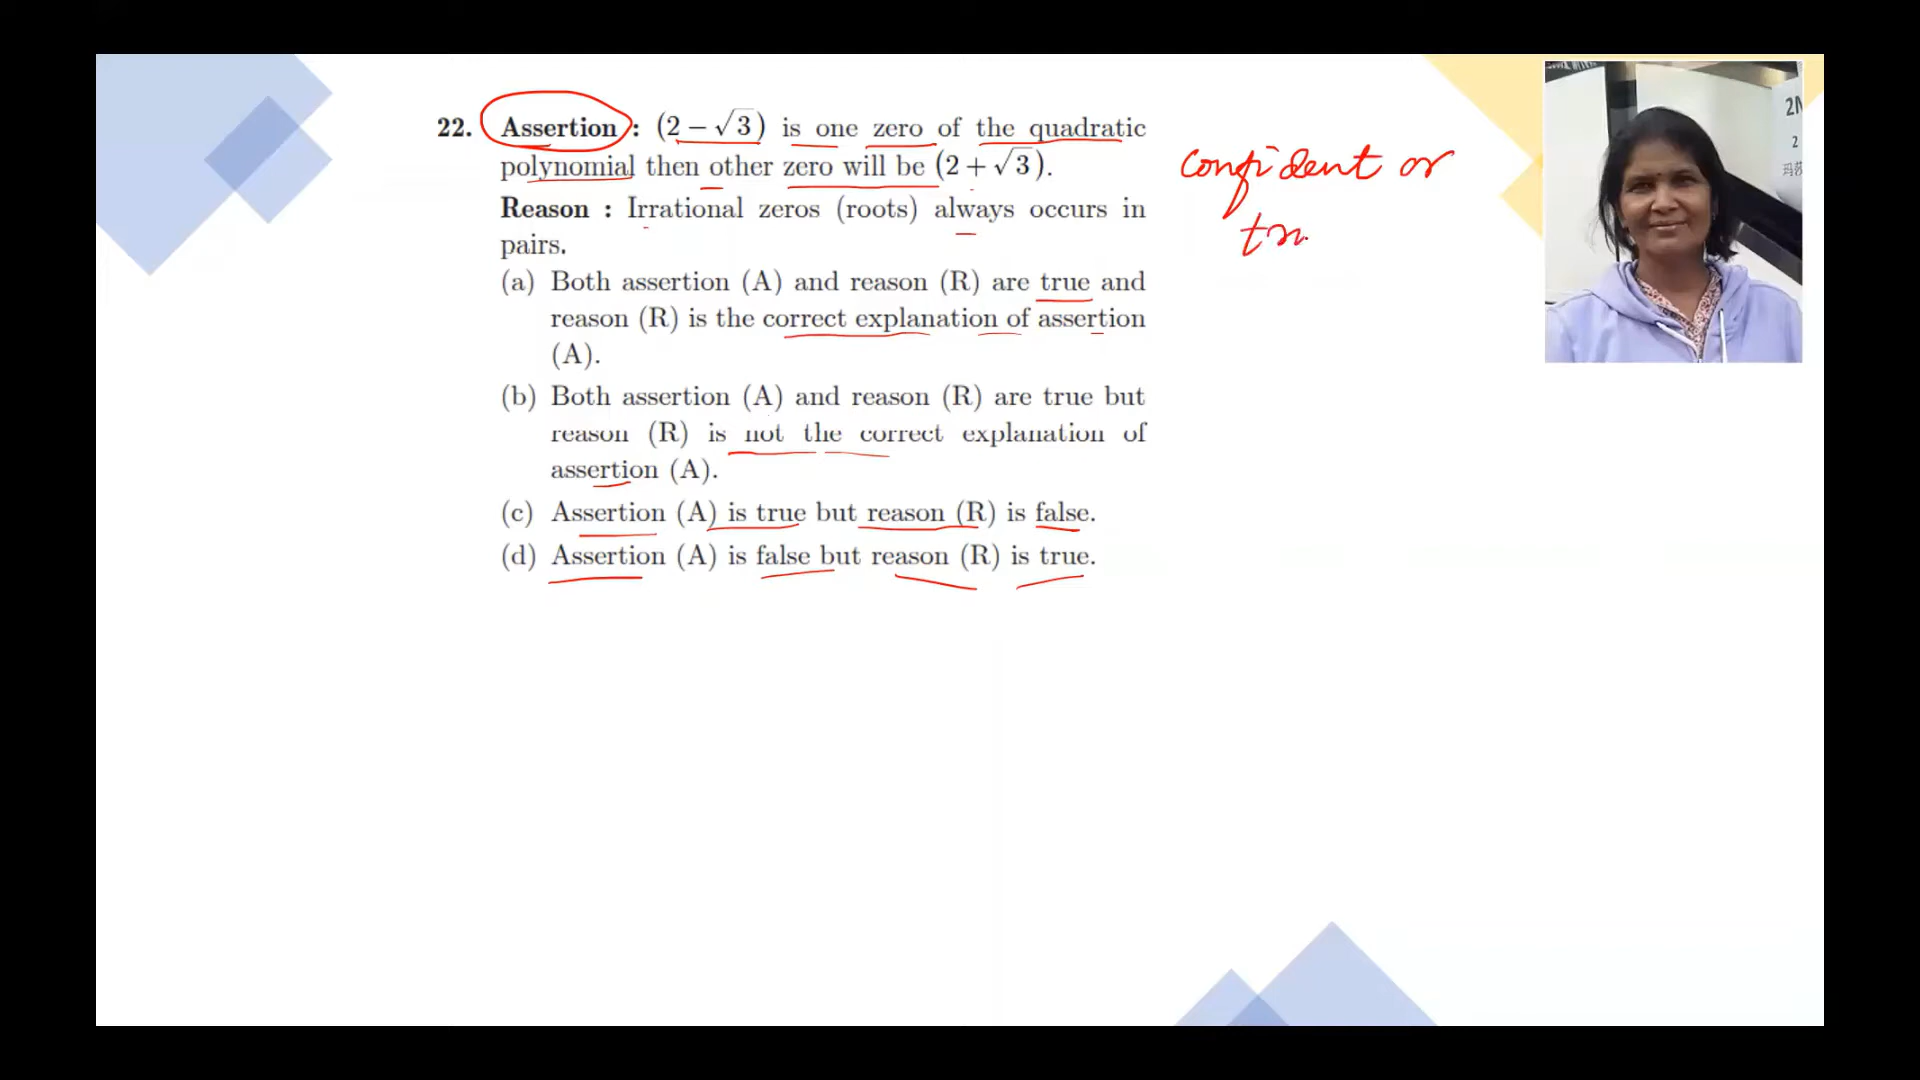 22. Assertion : (2 − √3) is one zero of the quadratic
polynomial then other zero will be (2 + √3).
Reason : Irrational zeros (roots) always occurs in
pairs.
(a) Both assertion (A) and reason (R) are true and
reason (R) is the correct explanation of assertion
(A).
(b) Both assertion (A) and reason (R) are true but
reason (R) is not the correct explanation of
assertion (A).
(c) Assertion (A) is true but reason (R) is false.
(d) Assertion (A) is false but reason (R) is true.
confident or
2